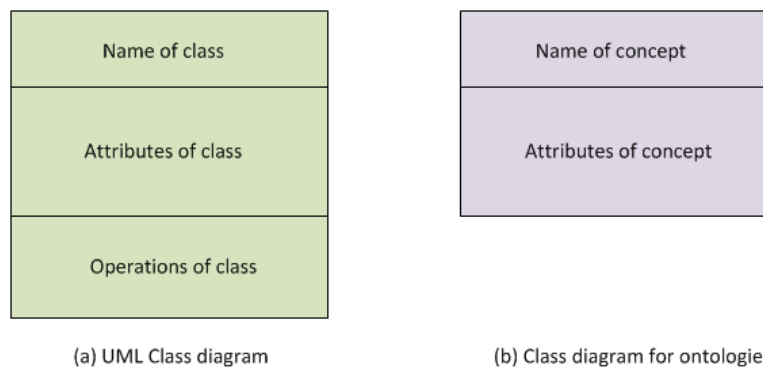 Name of class
Attributes of class
Operations of class
(a) UML Class diagram
Name of concept
Attributes of concept
(b) Class diagram for ontologie